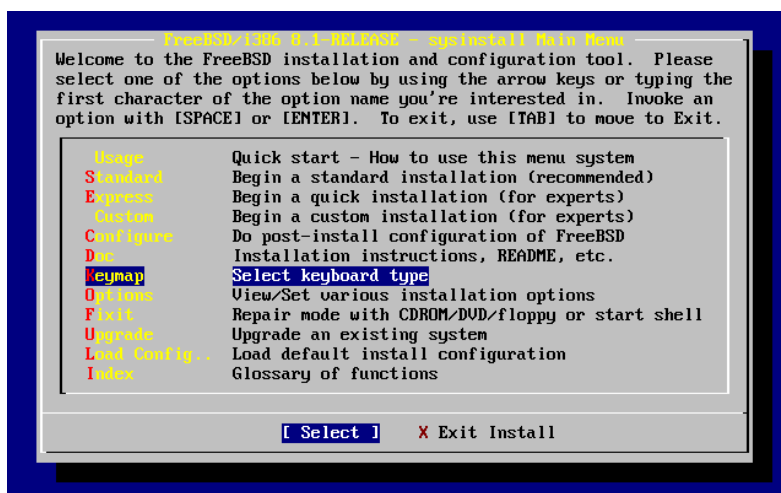 FreeBSD/i386 8.1-RELEASE - sysinstall Main Menu
Welcome to the FreeBSD installation and configuration tool.  Please
select one of the options below by using the arrow keys or typing the
first character of the option name you're interested in.  Invoke an
option with [SPACE] or [ENTER].  To exit, use [TAB] to move to Exit.
Usage Quick start - How to use this menu system
Standard Begin a standard installation (recommended)
Express Begin a quick installation (for experts)
Custom Begin a custom installation (for experts)
Configure Do post-install configuration of FreeBSD
Doc Installation instructions, README, etc.
Keymap Select keyboard type
Options View/Set various installation options
Fixit Repair mode with CDROM/DVD/floppy or start shell
Upgrade Upgrade an existing system
Load Config.. Load default install configuration
Index Glossary of functions
[ Select ] X Exit Install